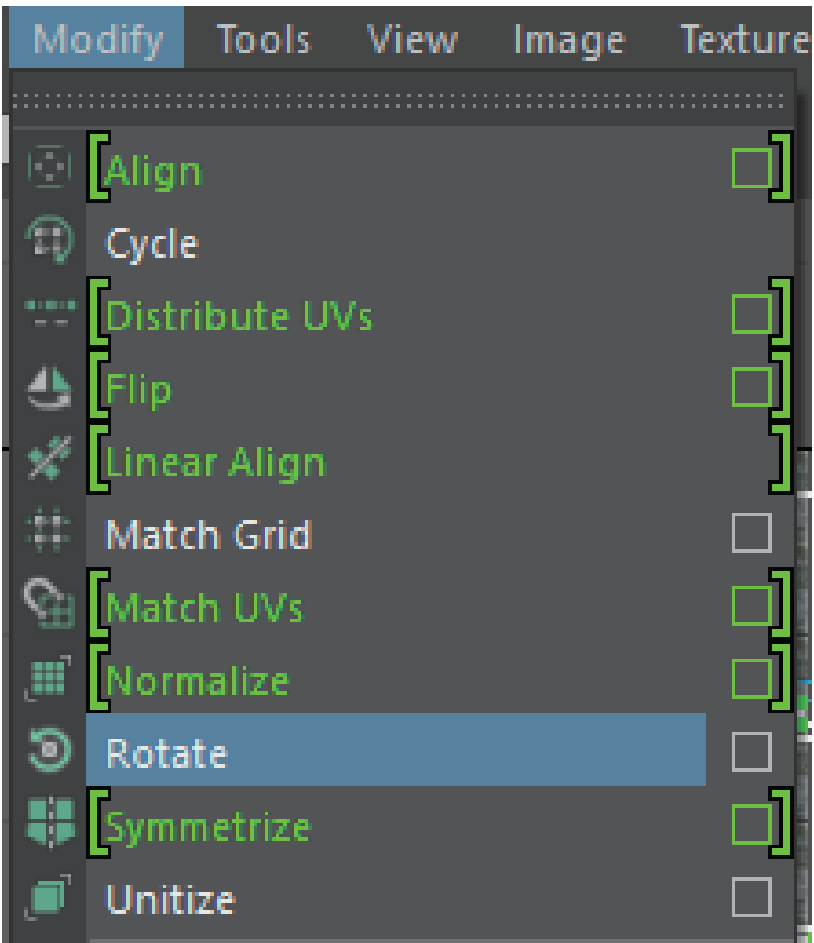 Modify Tools View Image Texture
Align
Cycle
Distribute UVs
Flip
Linear Align
Match Grid
Match UVs
Normalize
Rotate
Symmetrize
Unitize